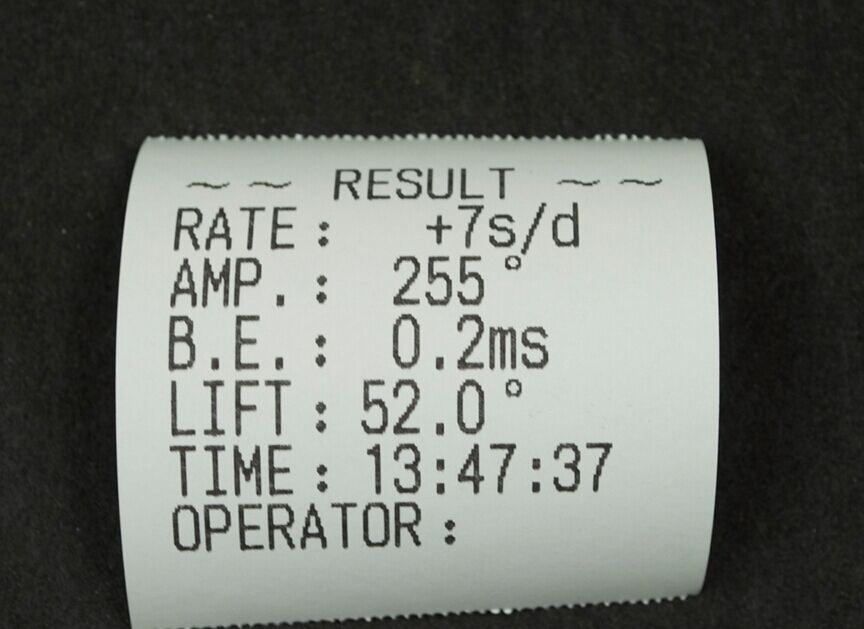 ~ ~ RESULT ~ ~
RATE: +7s/d
AMP.: 255°
B.E.: 0.2ms
LIFT: 52.0°
TIME: 13:47:37
OPERATOR: